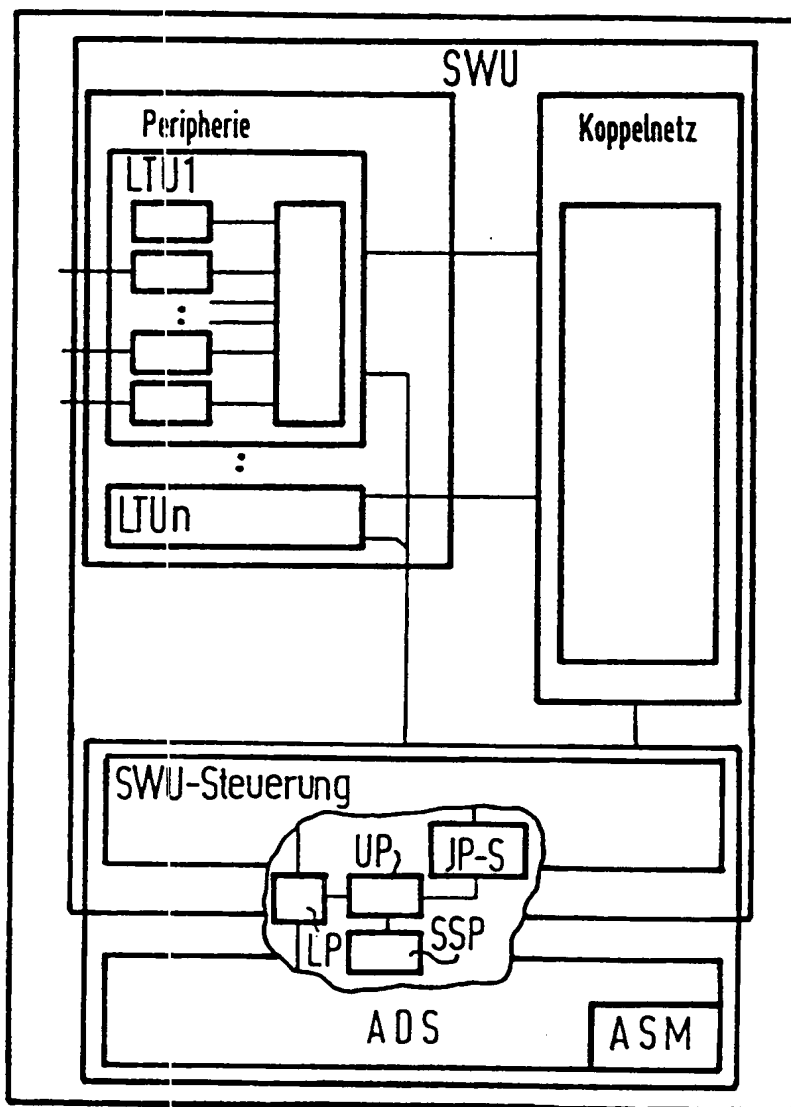 SWU
Peripherie
Koppelnetz
LTU1
LTUn
SWU-Steuerung
UP
JP-S
LP
SSP
ADS
ASM